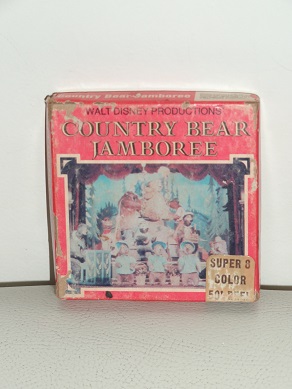 Country Bear Jamboree
WALT DISNEY PRODUCTIONS
COUNTRY BEAR
JAMBOREE
SUPER 8
COLOR